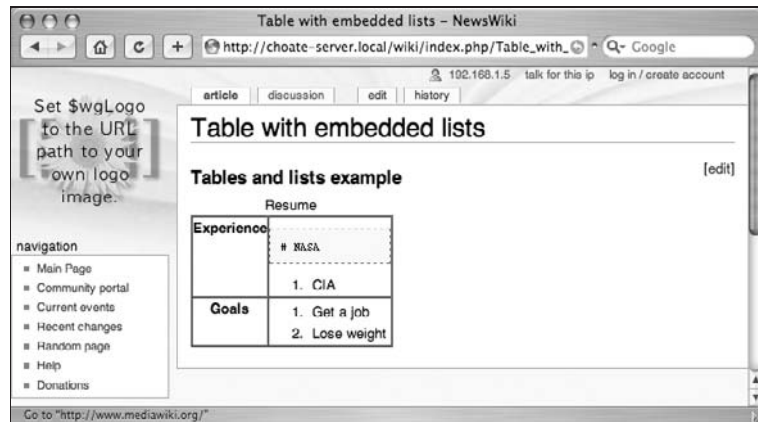 Table with embedded lists – NewsWiki
http://choate-server.local/wiki/index.php/Table_with_
Google
192.168.1.5 talk for this ip log in / create account
article discussion edit history
Set $wgLogo
to the URL
path to your
own logo
image.
Table with embedded lists
[edit]
Tables and lists example
Resume
Experience
# NASA
1. CIA
Goals
1. Get a job
2. Lose weight
navigation
Main Page
Community portal
Current events
Recent changes
Random page
Help
Donations
Go to "http://www.mediawiki.org/"